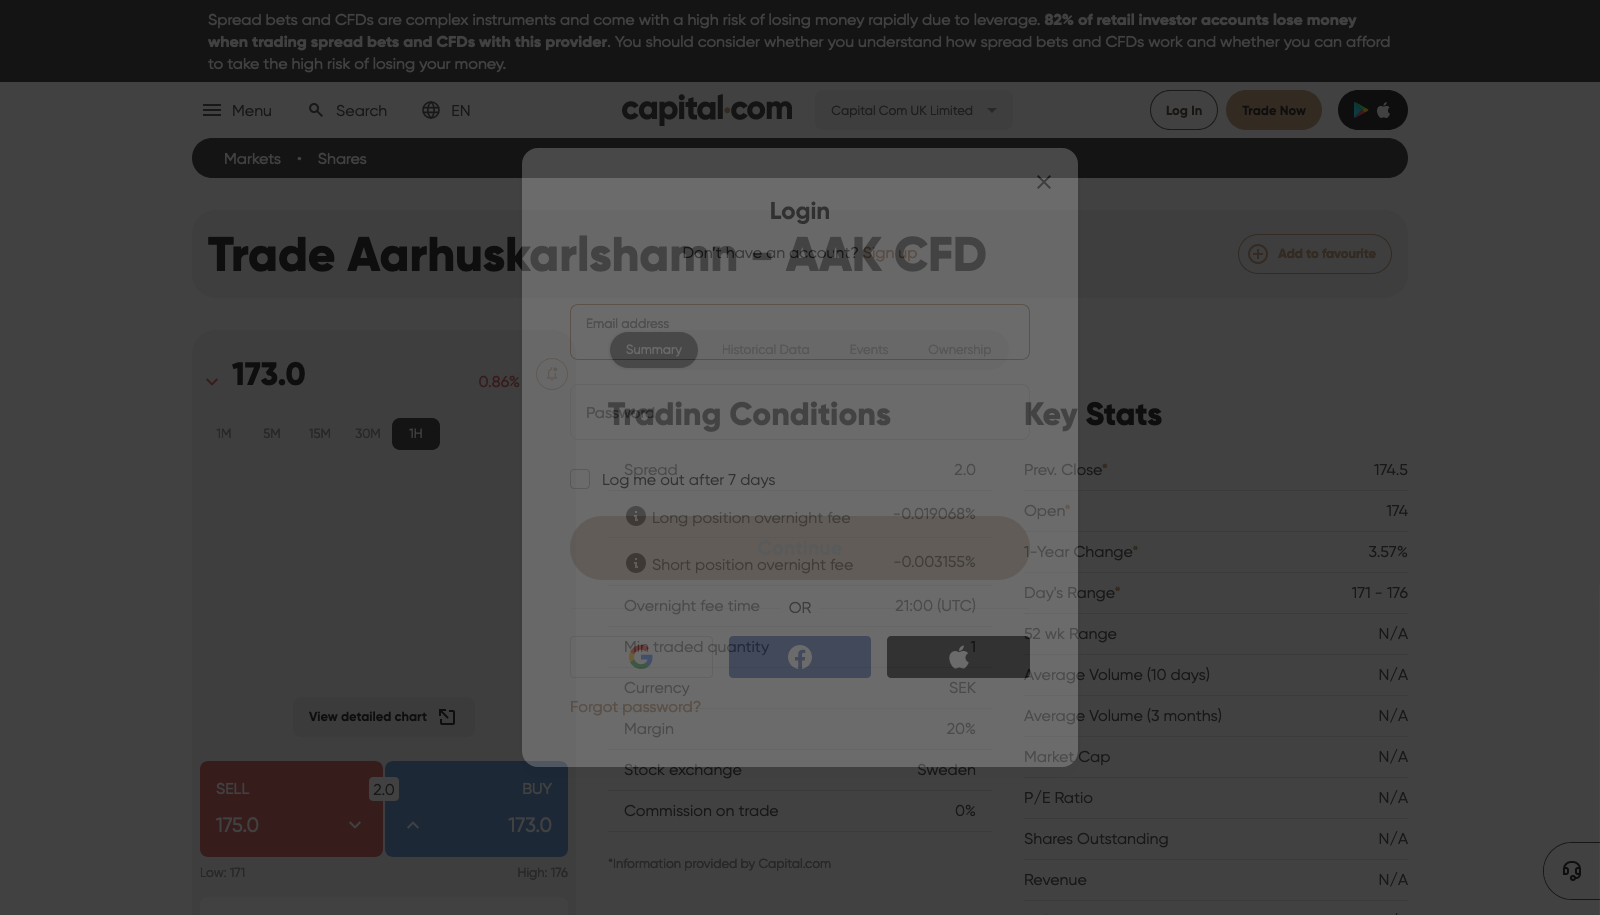 Spread bets and CFDs are complex instruments and come with a high risk of losing money rapidly due to leverage. 82% of retail investor accounts lose money
when trading spread bets and CFDs with this provider. You should consider whether you understand how spread bets and CFDs work and whether you can afford
to take the high risk of losing your money.
Menu
Search
EN
capital.com
Capital Com UK Limited
Log In
Trade Now
Markets • Shares
Login
Don't have an account? Sign up
Trade Aarhuskarlshamn – AAK CFD
Add to favourite
Email address
Summary
Historical Data
Events
Ownership
Password
Log me out after 7 days
Continue
OR
Forgot password?
173.0
0.86%
1M
5M
15M
30M
1H
View detailed chart
SELL
2.0
BUY
175.0
173.0
Low: 171
High: 176
Trading Conditions
Spread 2.0
Long position overnight fee -0.019068%
Short position overnight fee -0.003155%
Overnight fee time 21:00 (UTC)
Min traded quantity 1
Currency SEK
Margin 20%
Stock exchange Sweden
Commission on trade 0%
*Information provided by Capital.com
Key Stats
Prev. Close* 174.5
Open* 174
1-Year Change* 3.57%
Day's Range* 171 - 176
52 wk Range N/A
Average Volume (10 days) N/A
Average Volume (3 months) N/A
Market Cap N/A
P/E Ratio N/A
Shares Outstanding N/A
Revenue N/A